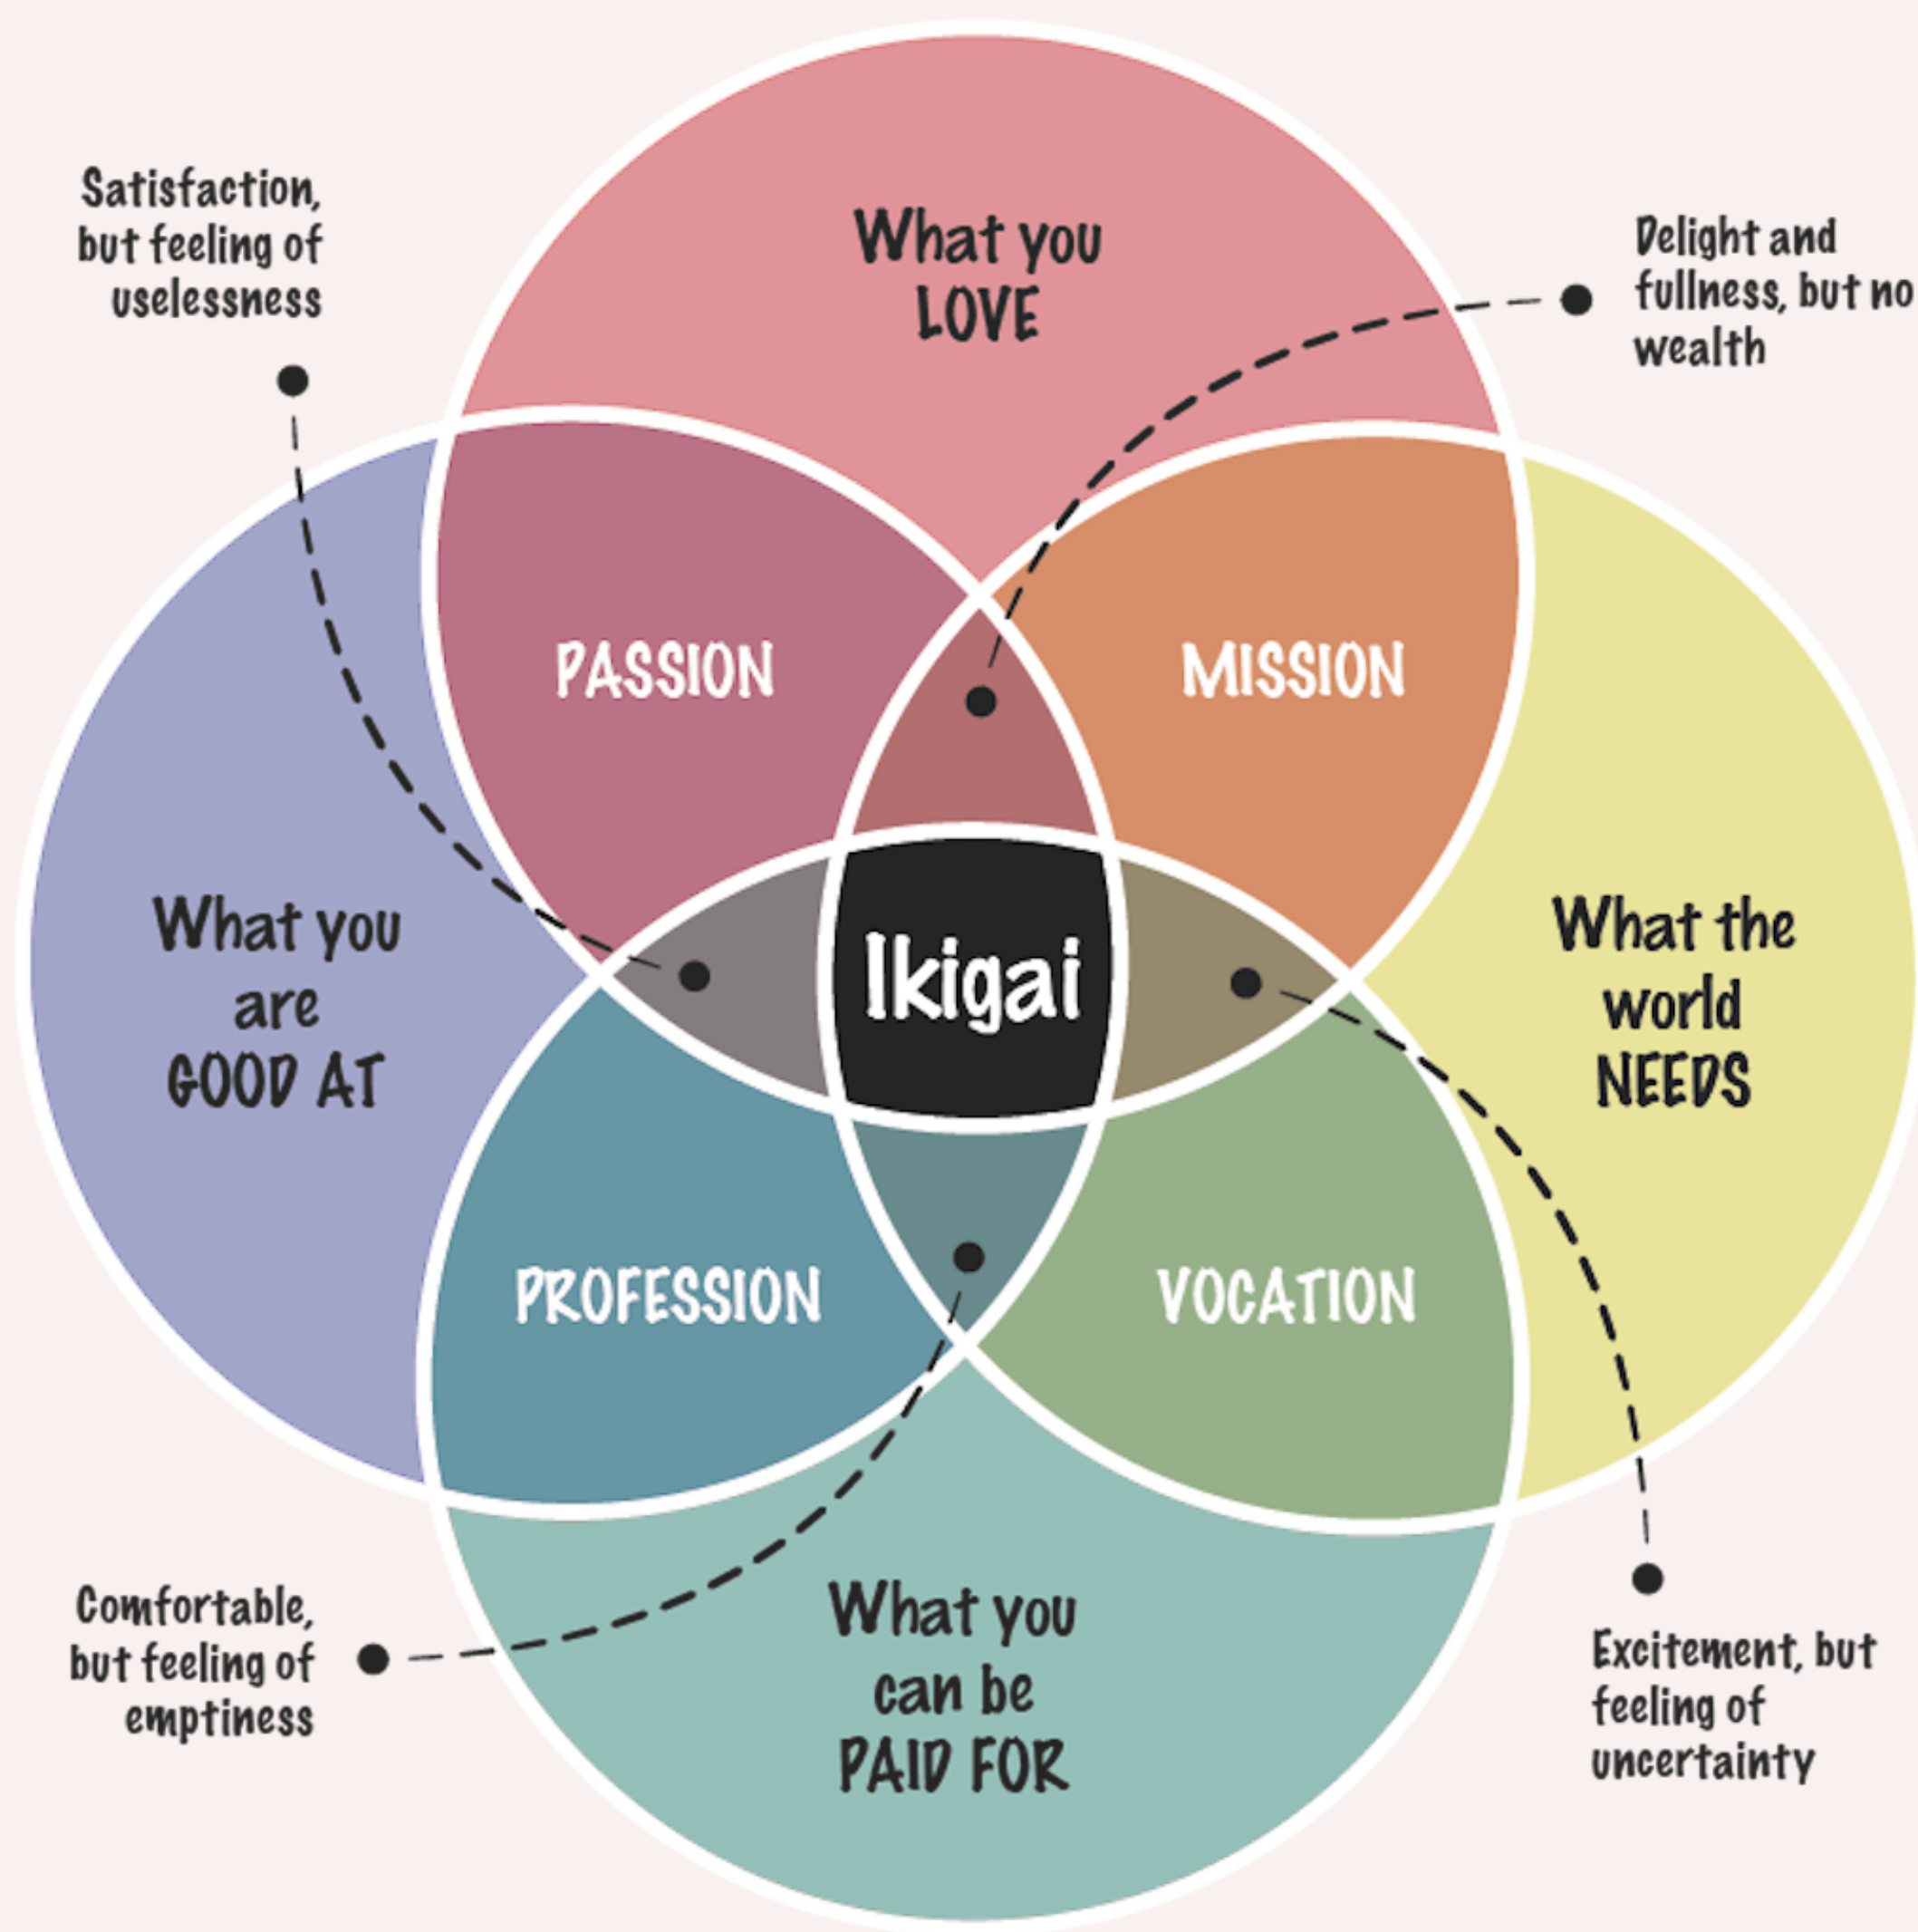 What you
LOVE
Satisfaction,
but feeling of
uselessness
Delight and
fullness, but no
wealth
PASSION
MISSION
What you
are
GOOD AT
Ikigai
What the
world
NEEDS
PROFESSION
VOCATION
Comfortable,
but feeling of
emptiness
What you
can be
PAID FOR
Excitement, but
feeling of
uncertainty